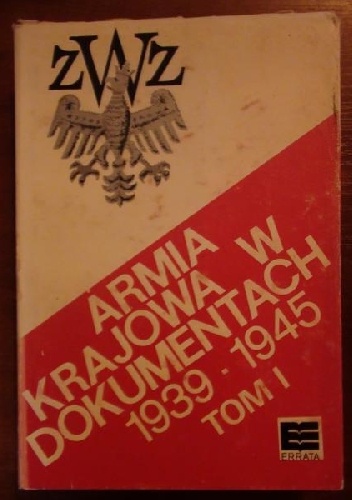 ZWZ
ARMIA
KRAJOWA W
DOKUMENTACH
1939-1945
TOM I
ERRATA